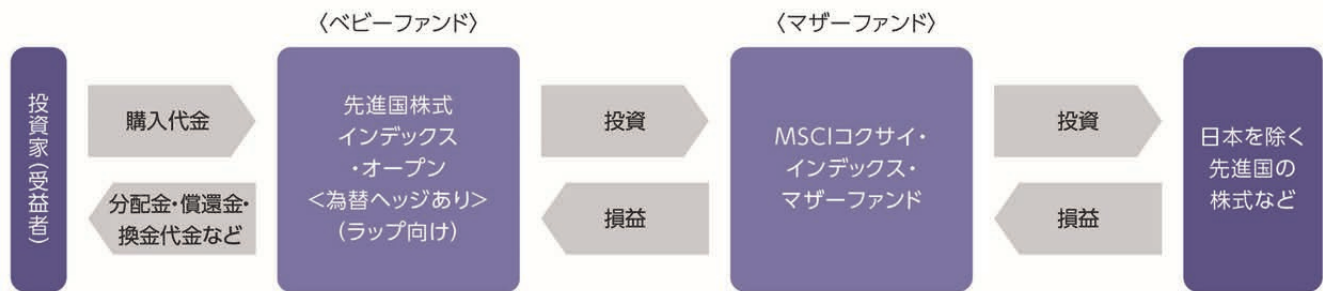 〈ベビーファンド〉
〈マザーファンド〉
投資家(受益者)
購入代金
分配金・償還金・
換金代金など
先進国株式
インデックス
・オープン
<為替ヘッジあり>
(ラップ向け)
投資
損益
MSCIコクサイ・
インデックス・
マザーファンド
投資
損益
日本を除く
先進国の
株式など